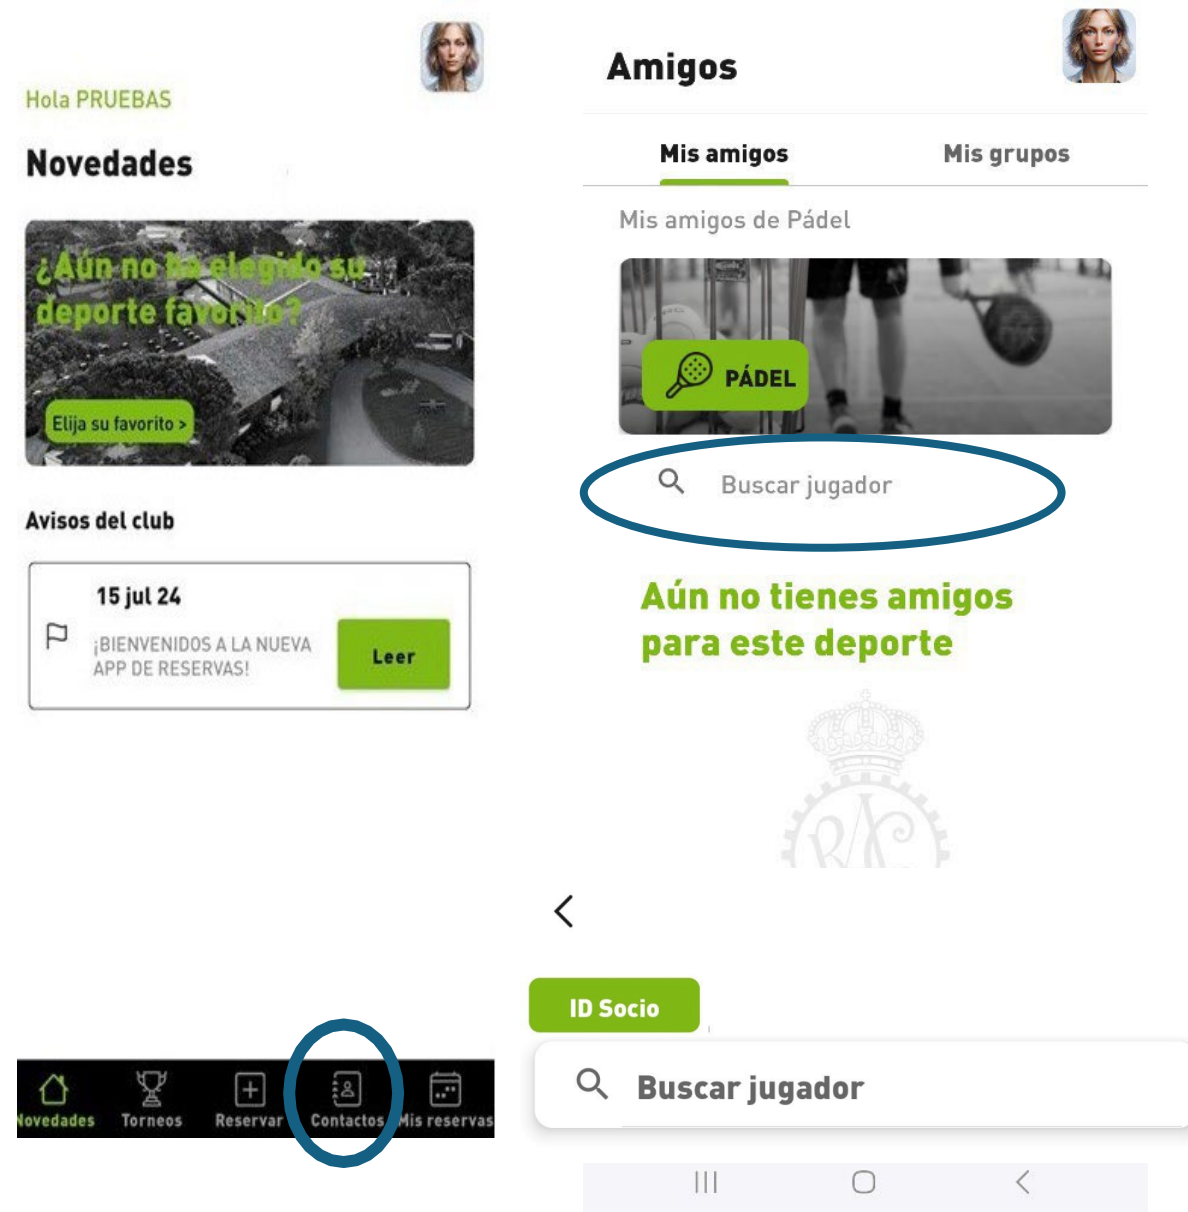 Hola PRUEBAS
Novedades
¿Aún no ha elegido su
deporte favorito?
Elija su favorito >
Avisos del club
15 jul 24
¡BIENVENIDOS A LA NUEVA
APP DE RESERVAS!
Leer
Novedades
Torneos
Reservar
Contactos
Mis reservas
Amigos
Mis amigos
Mis grupos
Mis amigos de Pádel
PÁDEL
Buscar jugador
Aún no tienes amigos
para este deporte
ID Socio
Buscar jugador